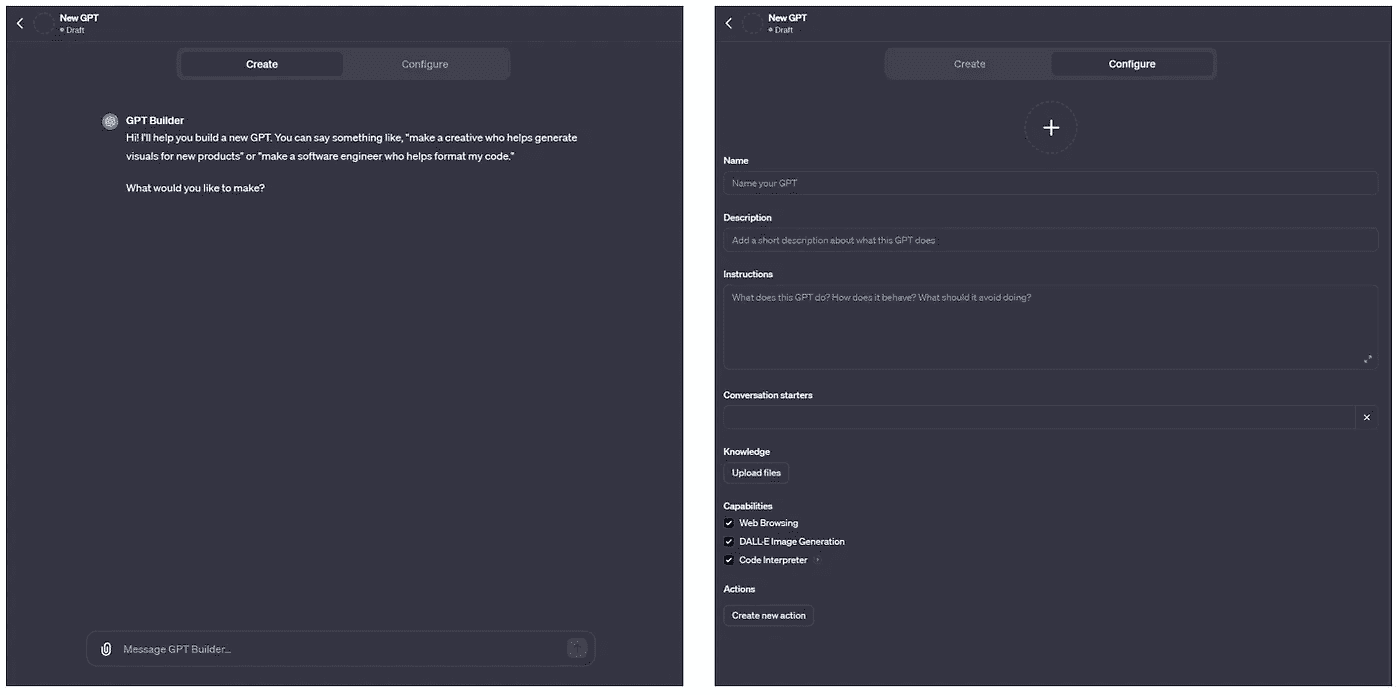 New GPT
Draft
Create
Configure
GPT Builder
Hi! I'll help you build a new GPT. You can say something like, "make a creative who helps generate
visuals for new products" or "make a software engineer who helps format my code."
What would you like to make?
Message GPT Builder...
New GPT
Draft
Create
Configure
Name
Name your GPT
Description
Add a short description about what this GPT does
Instructions
What does this GPT do? How does it behave? What should it avoid doing?
Conversation starters
Knowledge
Upload files
Capabilities
Web Browsing
DALL·E Image Generation
Code Interpreter
Actions
Create new action